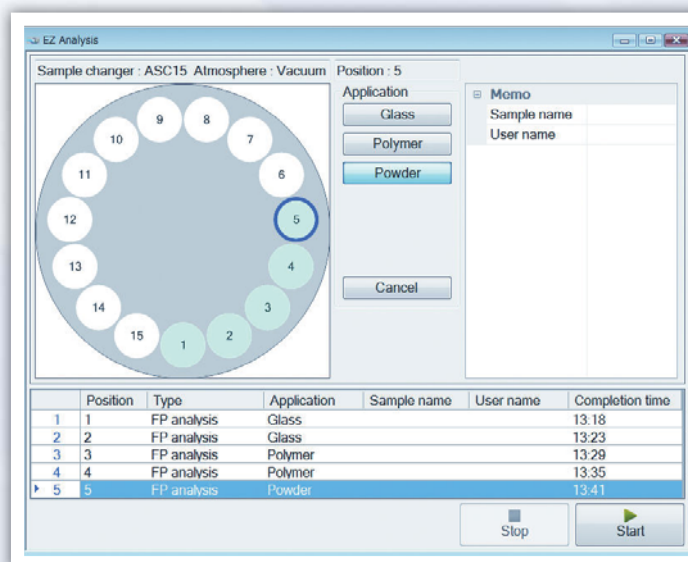 EZ Analysis
Sample changer : ASC15 Atmosphere : Vacuum Position : 5
Application
Glass
Polymer
Powder
Cancel
Memo
Sample name
User name
9
8
10
7
11
6
12
5
13
4
14
3
15
1
2
Position Type Application Sample name User name Completion time
1 1 FP analysis Glass 13:18
2 2 FP analysis Glass 13:23
3 3 FP analysis Polymer 13:29
4 4 FP analysis Polymer 13:35
5 5 FP analysis Powder 13:41
Stop
Start